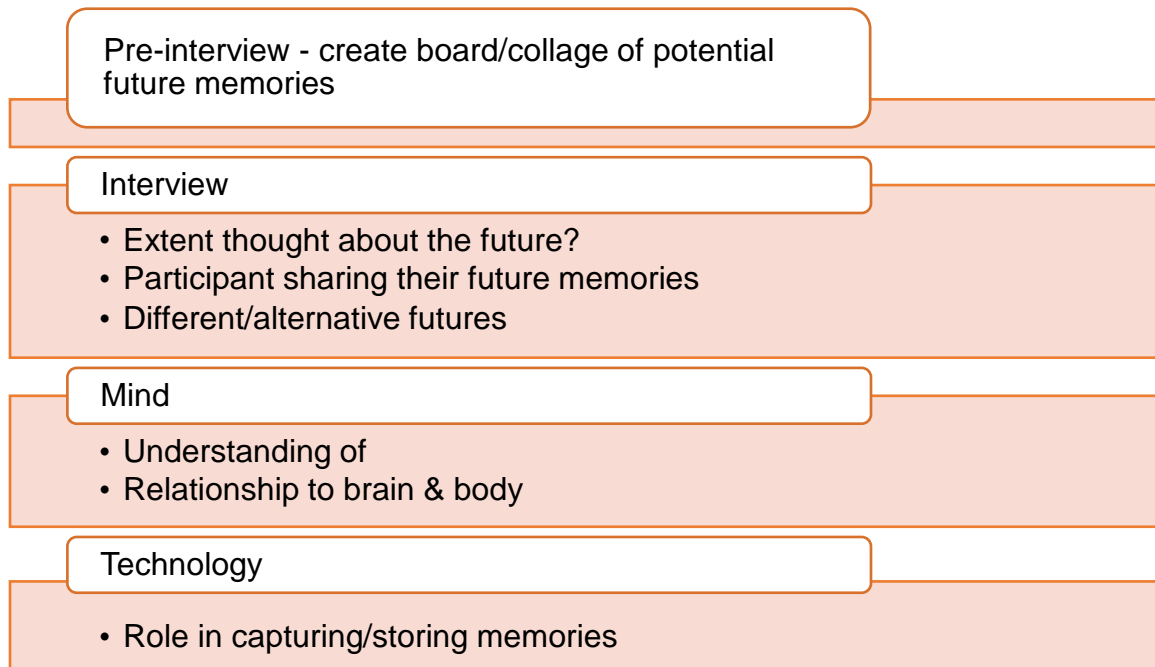 Pre-interview - create board/collage of potential
future memories
Interview
• Extent thought about the future?
• Participant sharing their future memories
• Different/alternative futures
Mind
• Understanding of
• Relationship to brain & body
Technology
• Role in capturing/storing memories